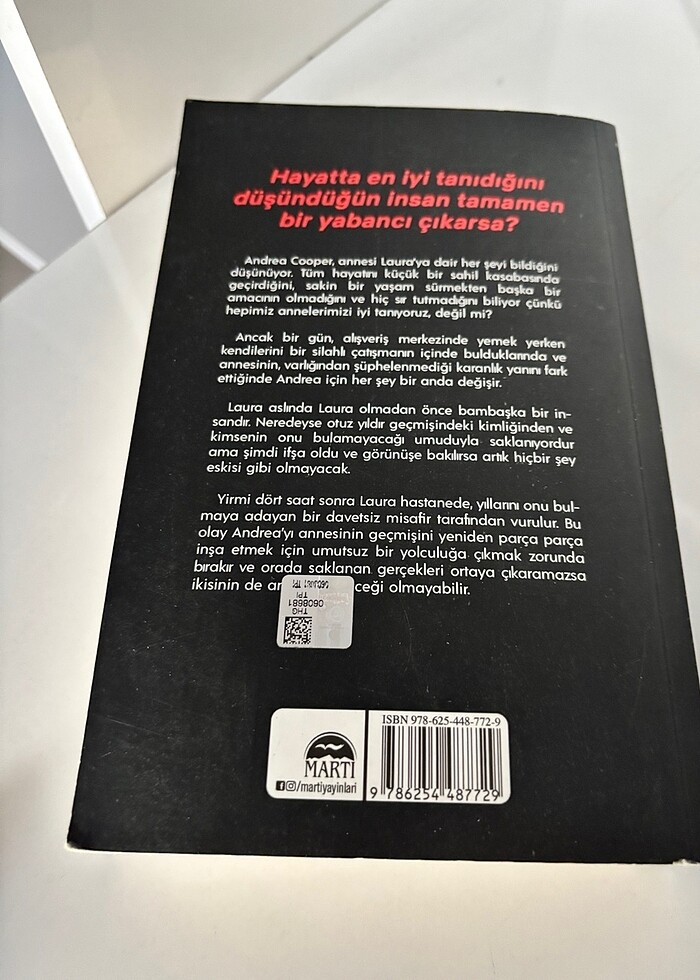 Hayatta en iyi tanıdığını
düşündüğün insan tamamen
bir yabancı çıkarsa?
Andrea Cooper, annesi Laura'ya dair her şeyi bildiğini
düşünüyor. Tüm hayatını küçük bir sahil kasabasında
geçirdiğini, sakin bir yaşam sürmekten başka bir
amacının olmadığını ve hiç sır tutmadığını biliyor çünkü
hepimiz annelerimizi iyi tanıyoruz, değil mi?
Ancak bir gün, alışveriş merkezinde yemek yerken
kendilerini bir silahlı çatışmanın içinde bulduklarında ve
annesinin, varlığından şüphelenmediği karanlık yanını fark
ettiğinde Andrea için her şey bir anda değişir.
Laura aslında Laura olmadan önce bambaşka bir in-
sandır. Neredeyse otuz yıldır geçmişindeki kimliğinden ve
kimsenin onu bulamayacağı umuduyla saklanıyordur
ama şimdi ifşa oldu ve görünüşe bakılırsa artık hiçbir şey
eskisi gibi olmayacak.
Yirmi dört saat sonra Laura hastanede, yıllarını onu bul-
maya adayan bir davetsiz misafir tarafından vurulur. Bu
olay Andrea'yı annesinin geçmişini yeniden parça parça
inşa etmek için umutsuz bir yolculuğa çıkmak zorunda
bırakır ve orada saklanan gerçekleri ortaya çıkaramazsa
ikisinin de ceği olmayabilir.
THG
0608681
TPI
ISBN 978-625-448-772-9
MARTI
/martiyayinlari
9 786254 487729